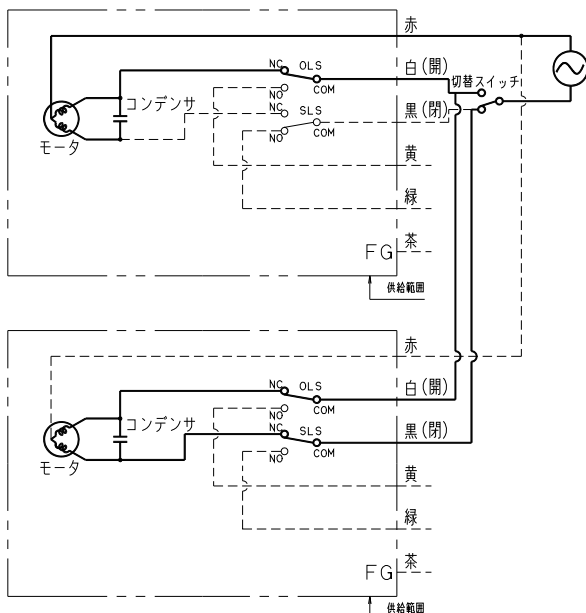 赤
NC OLS 白(開)
切替スイッチ
COM
NO
コンデンサ NC SLS 黒(閉)
NO COM
モータ
黄
緑
FG 茶
供給範囲
赤
NC OLS 白(開)
COM
NO
コンデンサ NC SLS 黒(閉)
NO COM
モータ
黄
緑
FG 茶
供給範囲